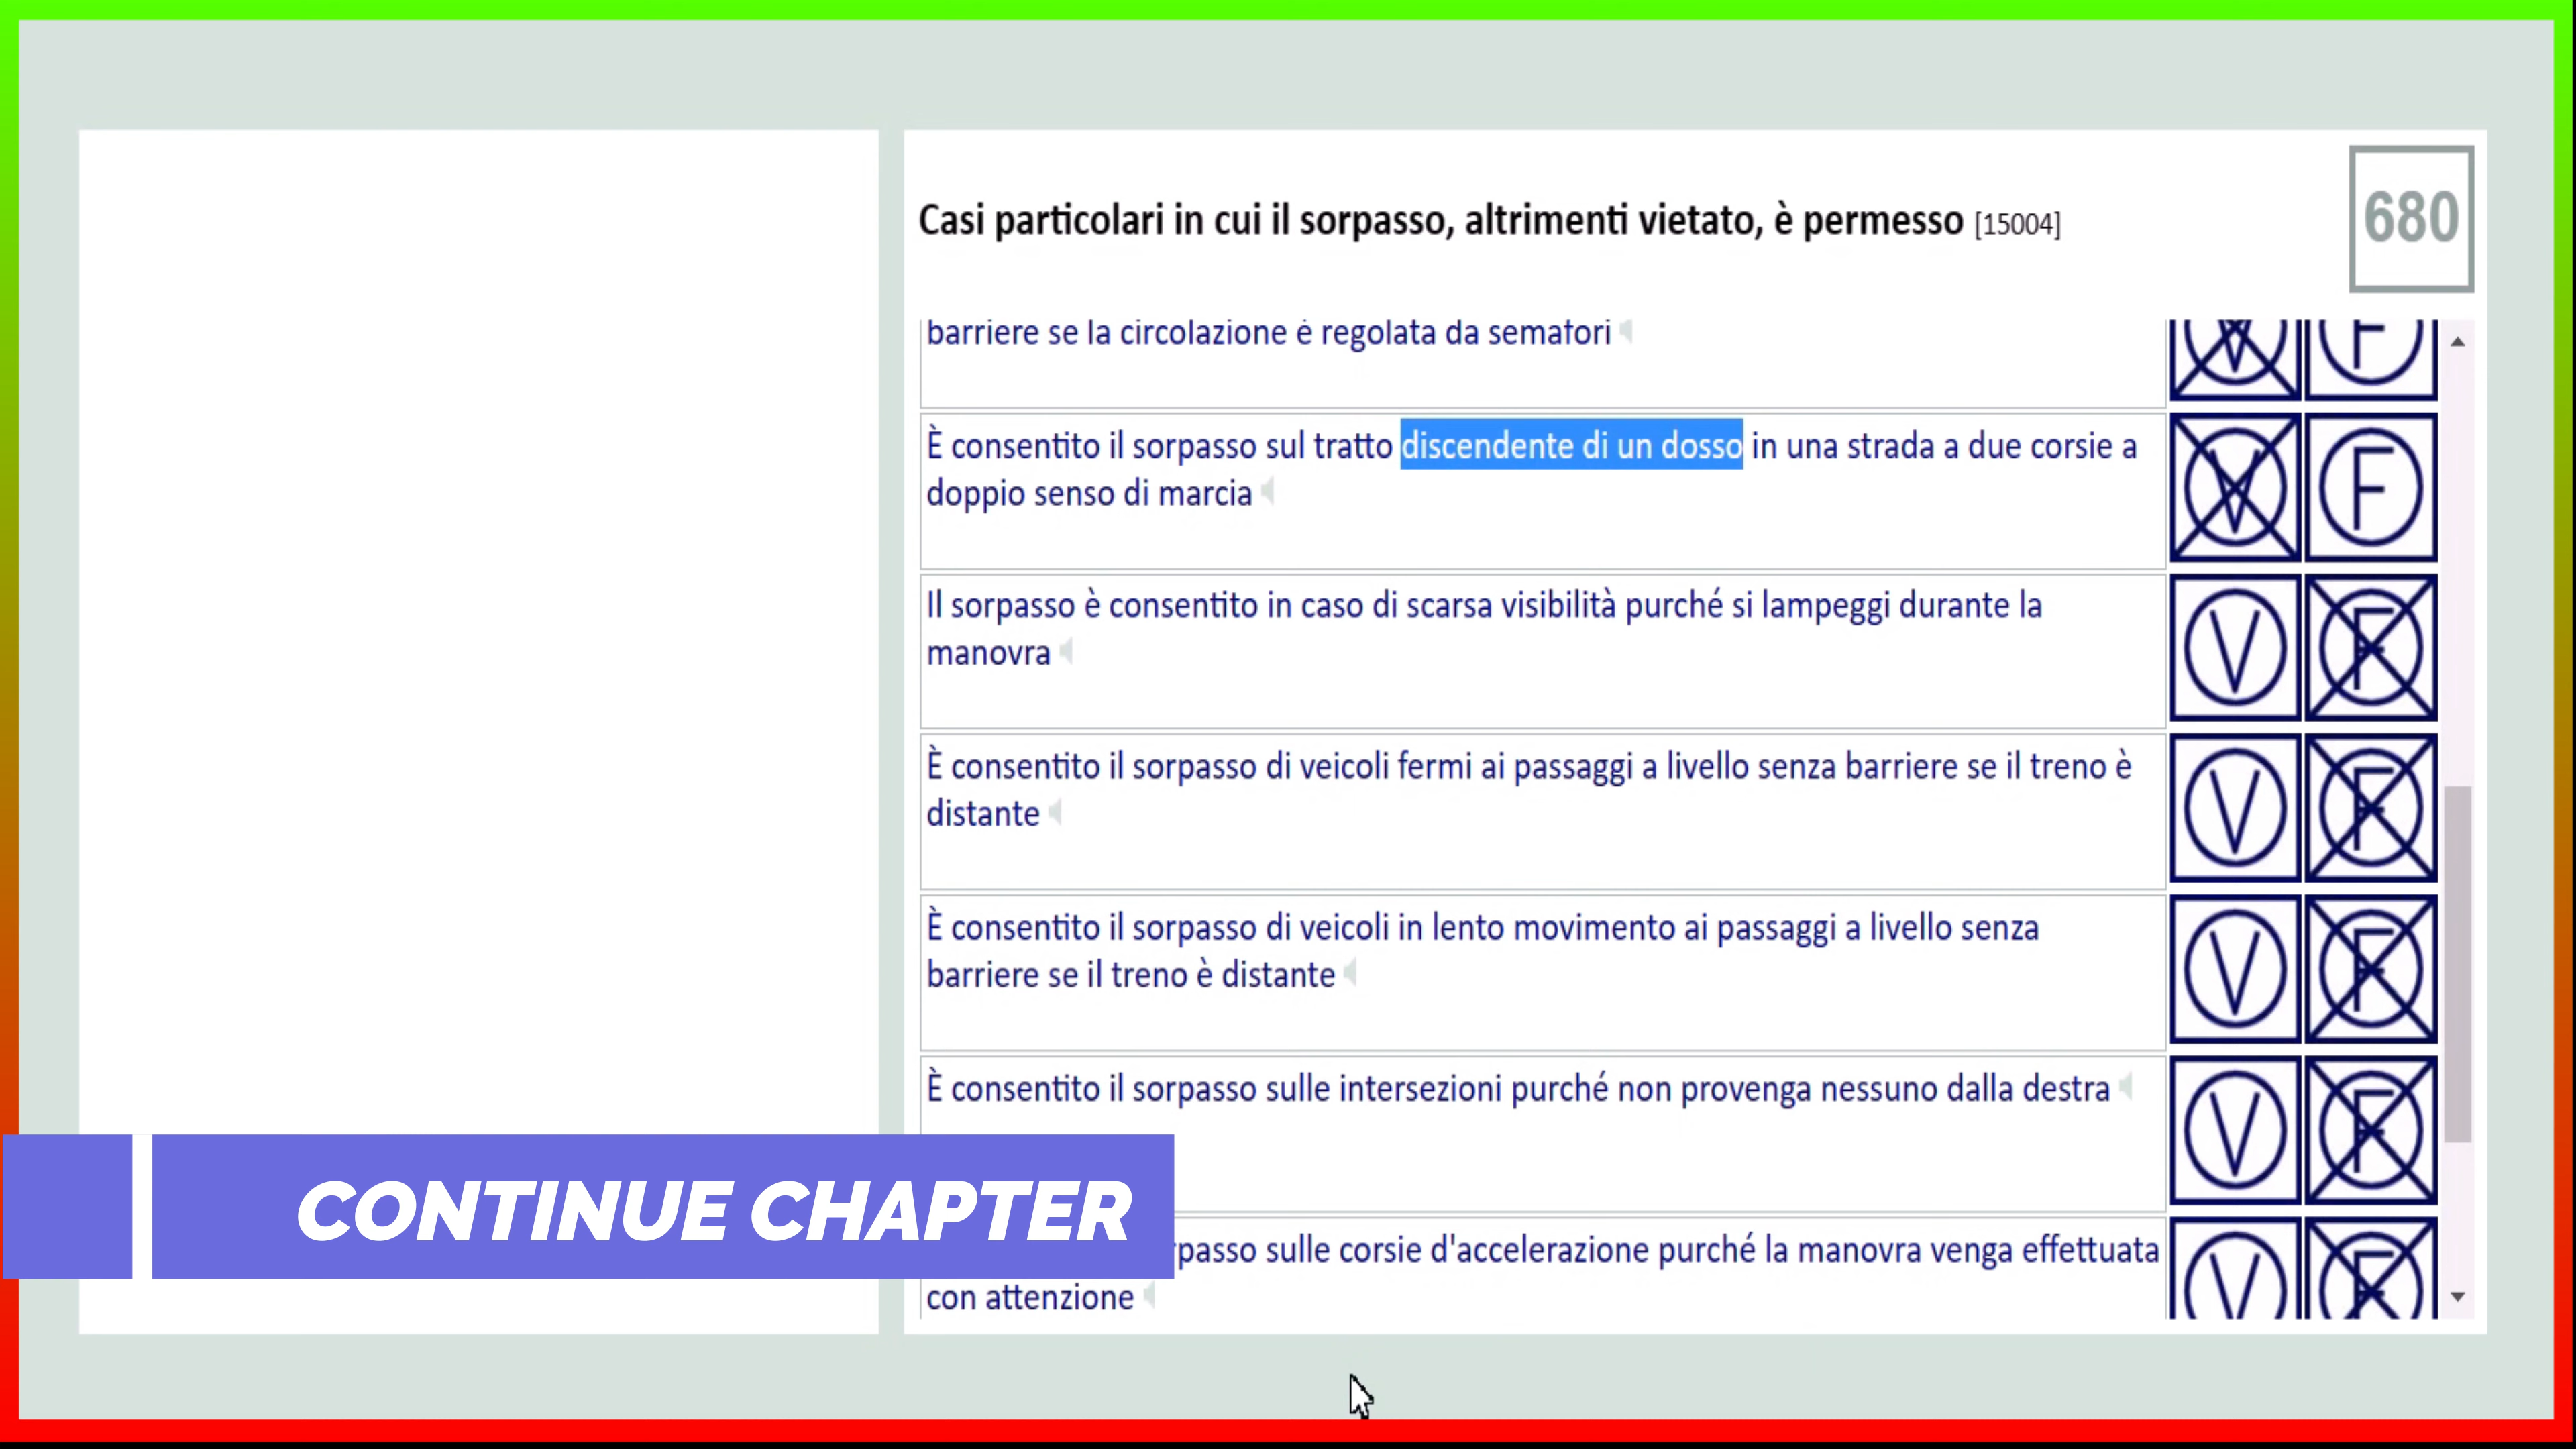 Casi particolari in cui il sorpasso, altrimenti vietato, è permesso [15004]
680
barriere se la circolazione è regolata da semafori
V F
È consentito il sorpasso sul tratto discendente di un dosso in una strada a due corsie a
doppio senso di marcia
V F
Il sorpasso è consentito in caso di scarsa visibilità purché si lampeggi durante la
manovra
V F
È consentito il sorpasso di veicoli fermi ai passaggi a livello senza barriere se il treno è
distante
V F
È consentito il sorpasso di veicoli in lento movimento ai passaggi a livello senza
barriere se il treno è distante
V F
È consentito il sorpasso sulle intersezioni purché non provenga nessuno dalla destra
V F
CONTINUE CHAPTER
sulle corsie d'accelerazione purché la manovra venga effettuata
con attenzione
V F